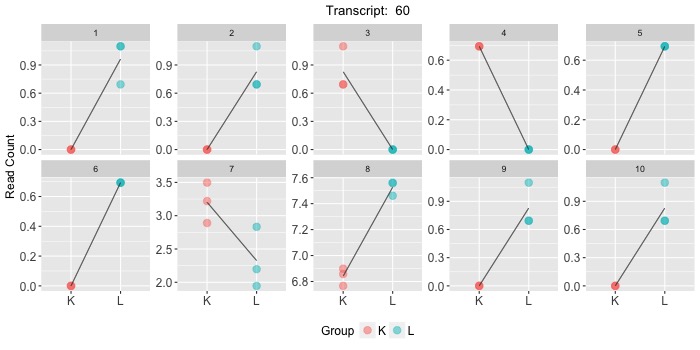 Transcript: 60
1 2 3 4 5
0.9 0.9 0.9 0.6 0.6
0.6 0.6 0.6 0.4 0.4
0.3 0.3 0.3 0.2 0.2
0.0 0.0 0.0 0.0 0.0
Read Count
6 7 8 9 10
0.6 3.5 7.6 0.9 0.9
0.4 3.0 7.4 0.6 0.6
0.2 2.5 7.2 0.3 0.3
0.0 2.0 7.0 0.0 0.0
6.8
K L K L K L K L K L
Group K L